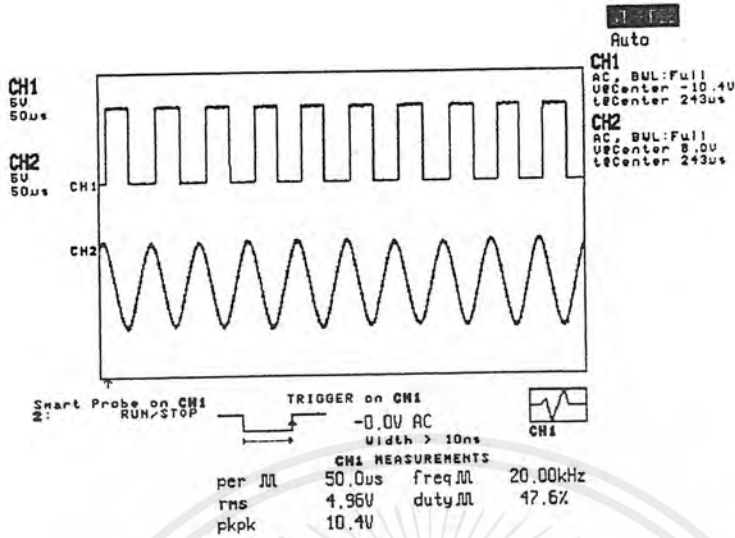 Auto
CH1
AC, BWL:Full
V@Center -10.4V
t@Center 243us
CH2
AC, BWL:Full
V@Center 8.0V
t@Center 243us
CH1
5V
50us
CH2
5V
50us
CH1
CH2
Smart Probe on CH1
2: RUN/STOP
TRIGGER on CH1
-0.0V AC
Width > 10ns
CH1
CH1 MEASUREMENTS
per 50.0us freq 20.00kHz
rms 4.96V duty 47.6%
pkpk 10.4V